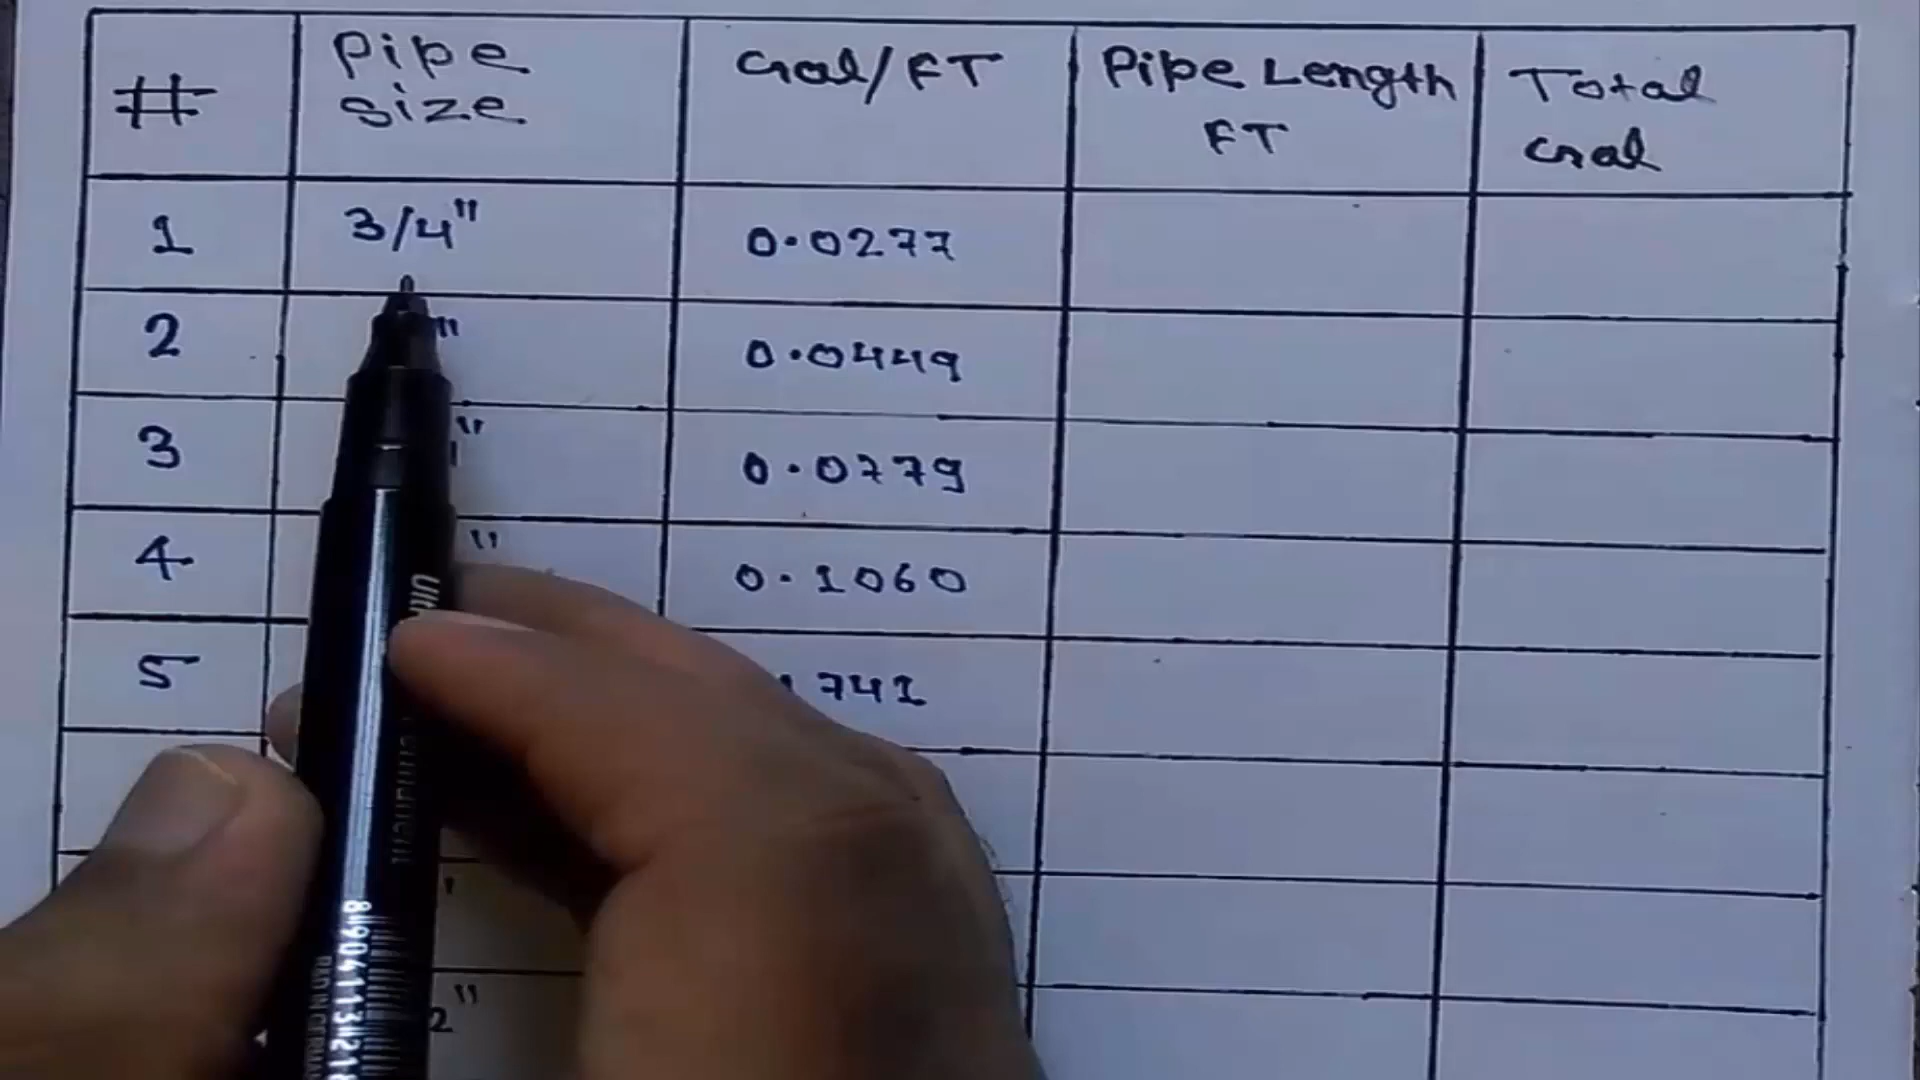 # Pipe size Gal/FT Pipe Length FT Total Gal
1 3/4" 0.0277
2 " 0.0449
3 " 0.0779
4 " 0.1060
5 741
2"